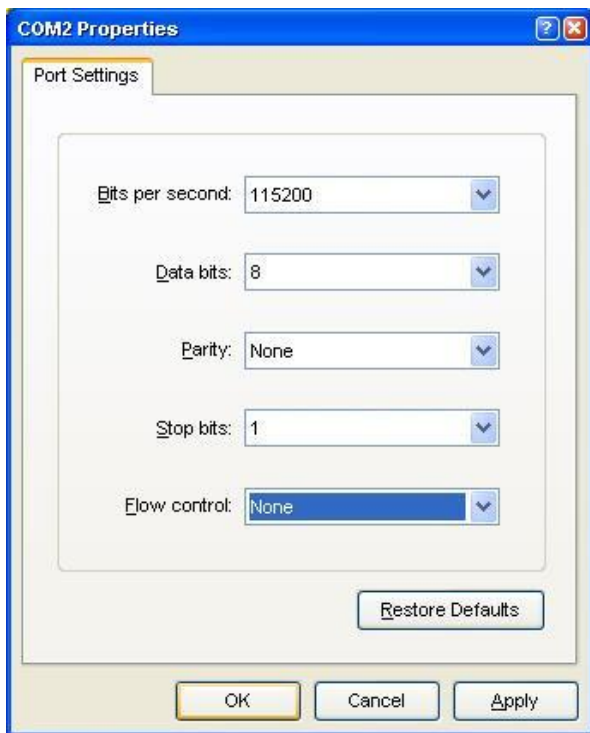 COM2 Properties
Port Settings
Bits per second: 115200
Data bits: 8
Parity: None
Stop bits: 1
Flow control: None
Restore Defaults
OK Cancel Apply